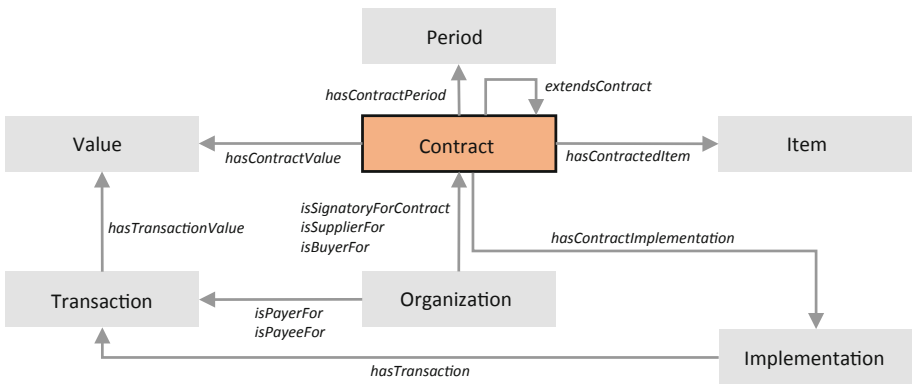 Period
hasContractPeriod
extendsContract
Value
hasContractValue
Contract
hasContractedItem
Item
isSignatoryForContract
isSupplierFor
isBuyerFor
hasTransactionValue
hasContractImplementation
Transaction
isPayerFor
isPayeeFor
Organization
hasTransaction
Implementation